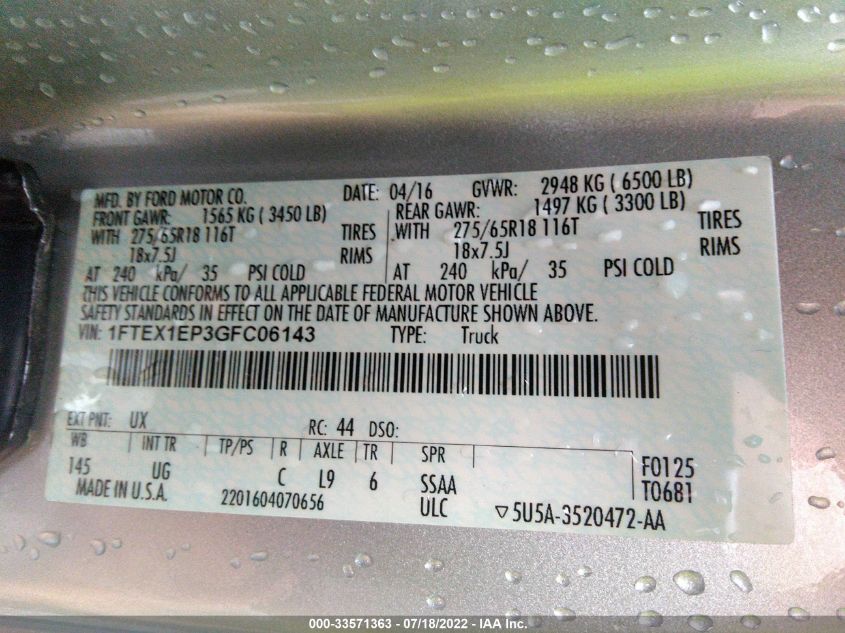 MFD. BY FORD MOTOR CO. DATE: 04/16 GVWR: 2948 KG ( 6500 LB)
FRONT GAWR: 1565 KG ( 3450 LB) REAR GAWR: 1497 KG ( 3300 LB)
WITH 275/65R18 116T TIRES WITH 275/65R18 116T TIRES
18x7.5J RIMS 18x7.5J RIMS
AT 240 kPa/ 35 PSI COLD AT 240 kPa/ 35 PSI COLD
THIS VEHICLE CONFORMS TO ALL APPLICABLE FEDERAL MOTOR VEHICLE
SAFETY STANDARDS IN EFFECT ON THE DATE OF MANUFACTURE SHOWN ABOVE.
VIN: 1FTEX1EP3GFC06143 TYPE: Truck
EXT PNT: UX RC: 44 DSO:
WB INT TR TP/PS R AXLE TR SPR
145 UG C L9 6 SSAA F0125
MADE IN U.S.A. 2201604070656 ULC T0681
▽5U5A-3520472-AA
000-33571363 - 07/18/2022 - IAA Inc.